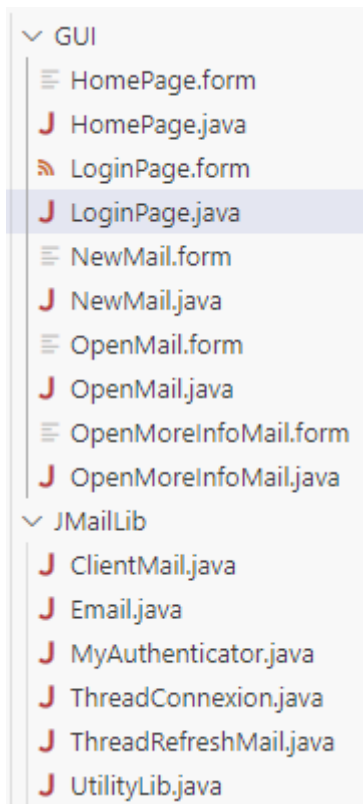 GUI
HomePage.form
J HomePage.java
LoginPage.form
J LoginPage.java
NewMail.form
J NewMail.java
OpenMail.form
J OpenMail.java
OpenMoreInfoMail.form
J OpenMoreInfoMail.java
JMailLib
J ClientMail.java
J Email.java
J MyAuthenticator.java
J ThreadConnexion.java
J ThreadRefreshMail.java
J UtilityLib.java